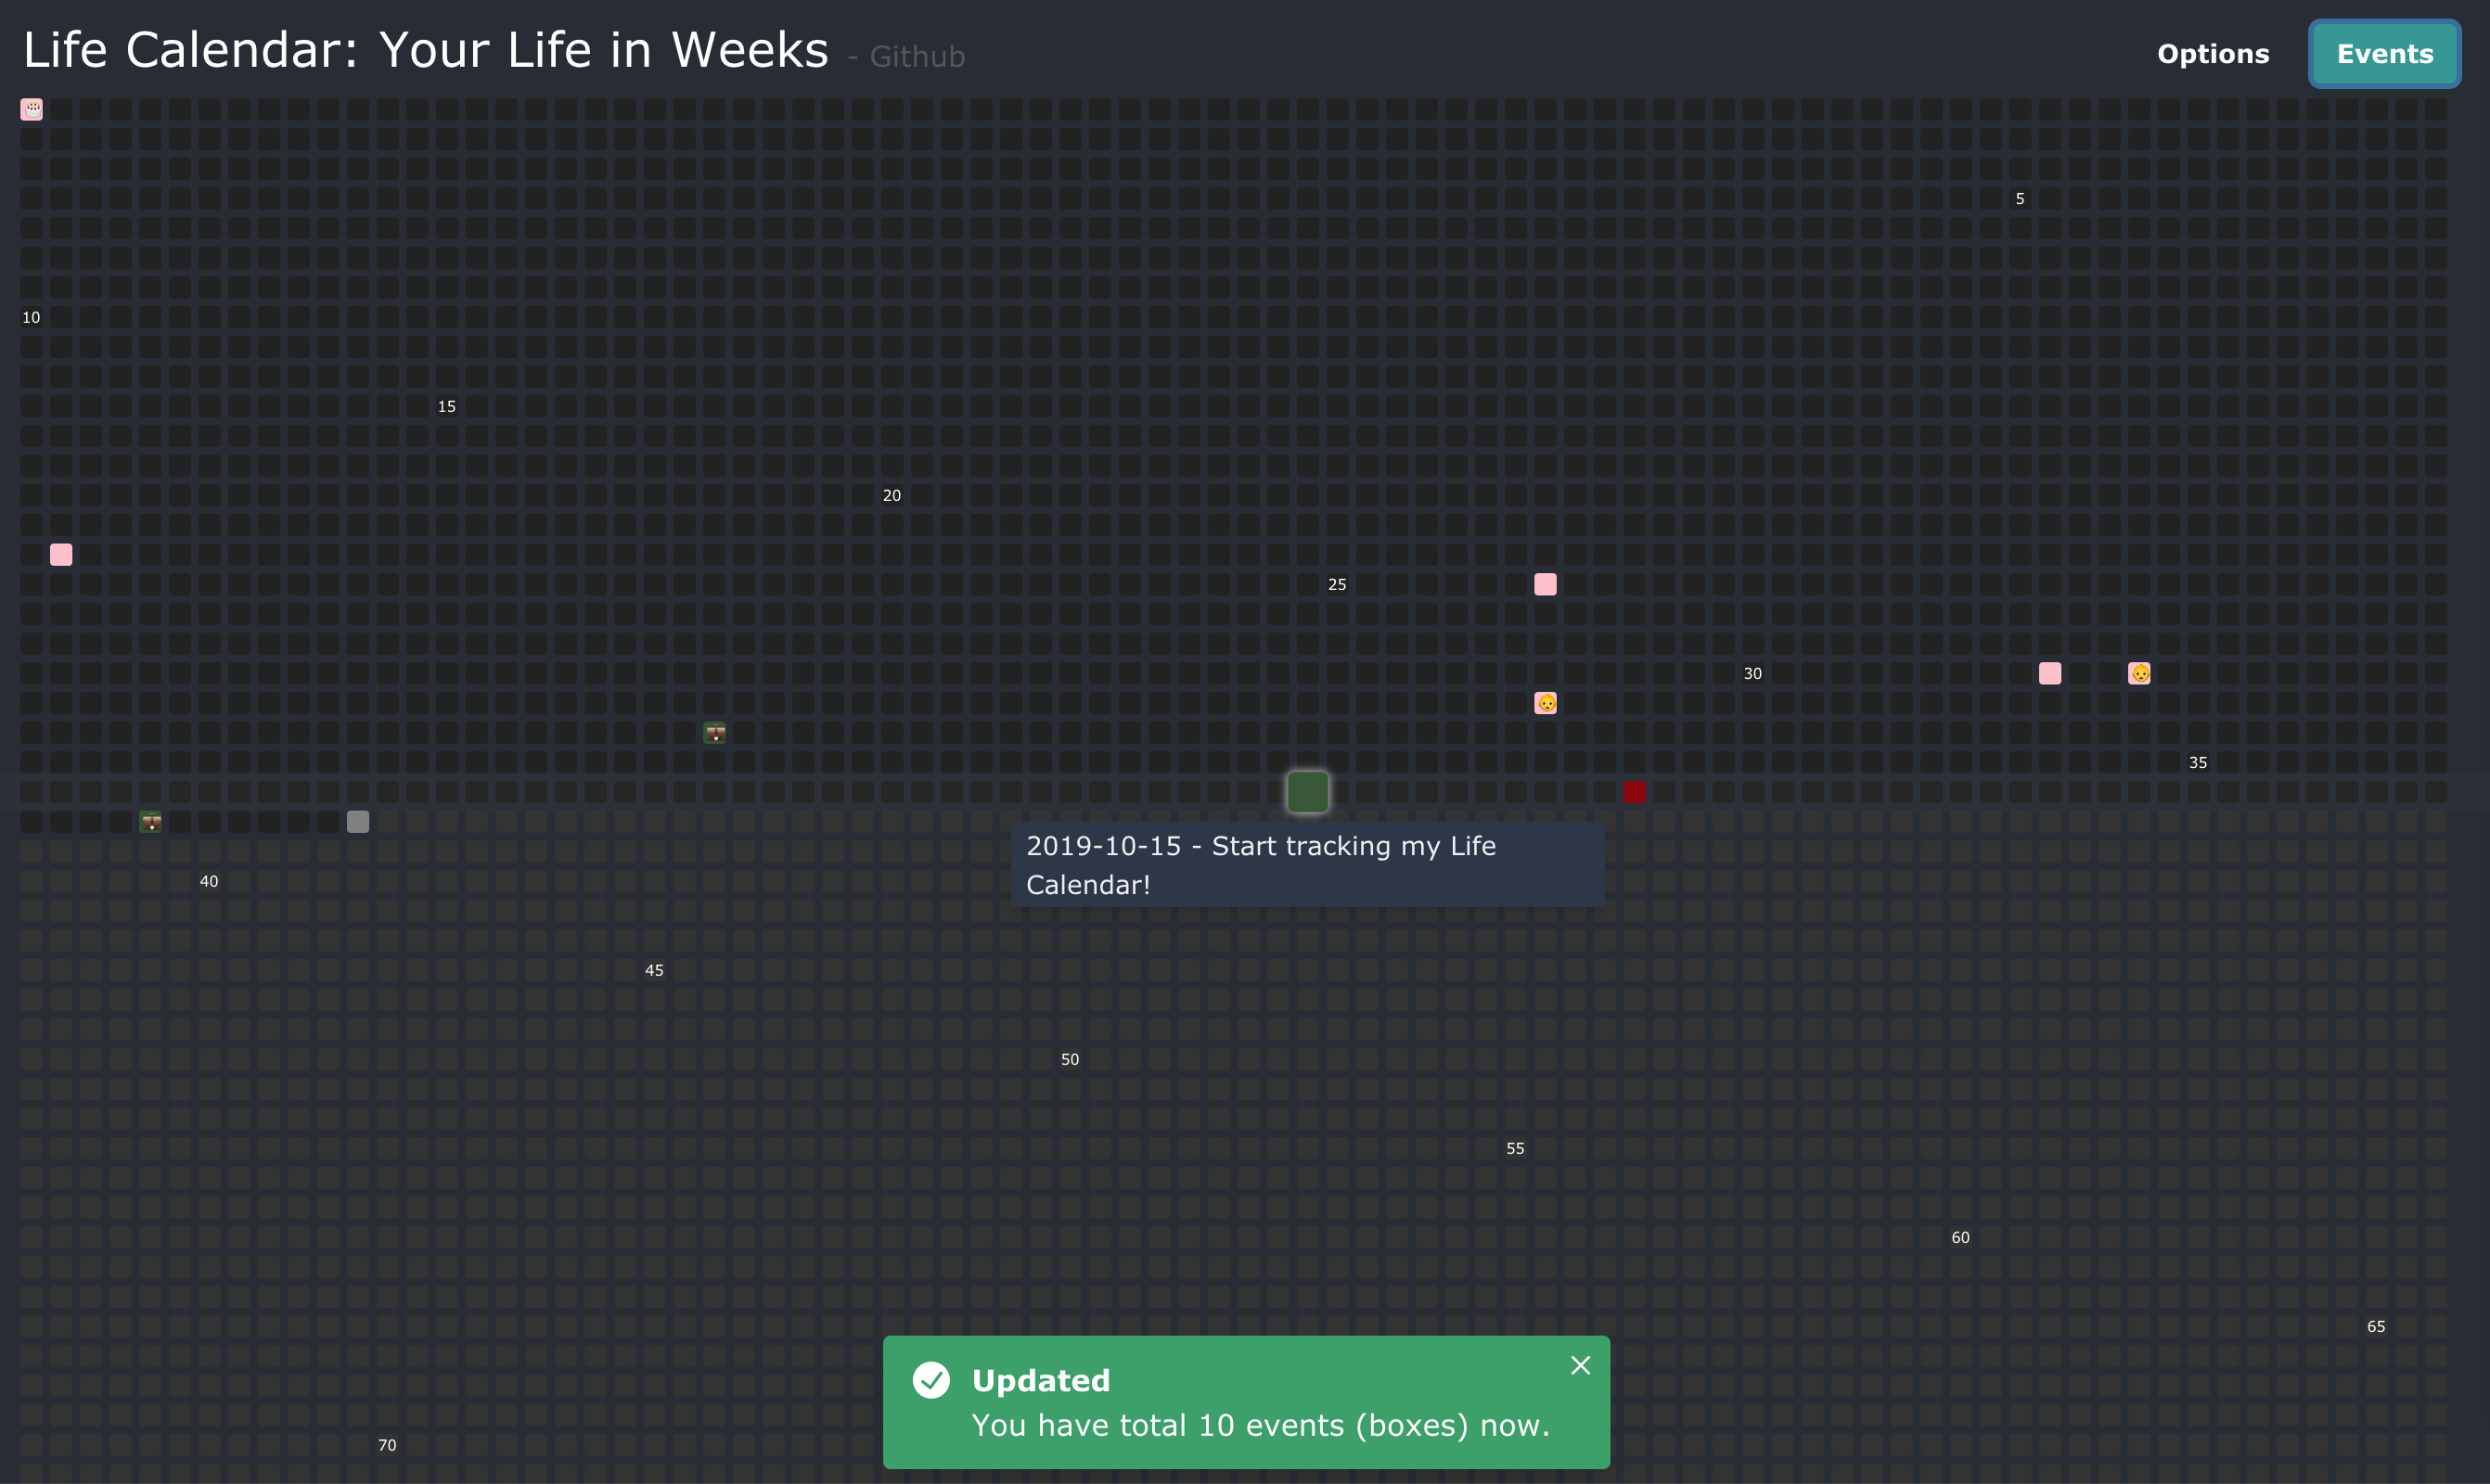 Life Calendar: Your Life in Weeks - Github
Options
Events
5
10
15
20
25
30
35
2019-10-15 - Start tracking my Life
Calendar!
40
45
50
55
60
65
Updated
You have total 10 events (boxes) now.
70